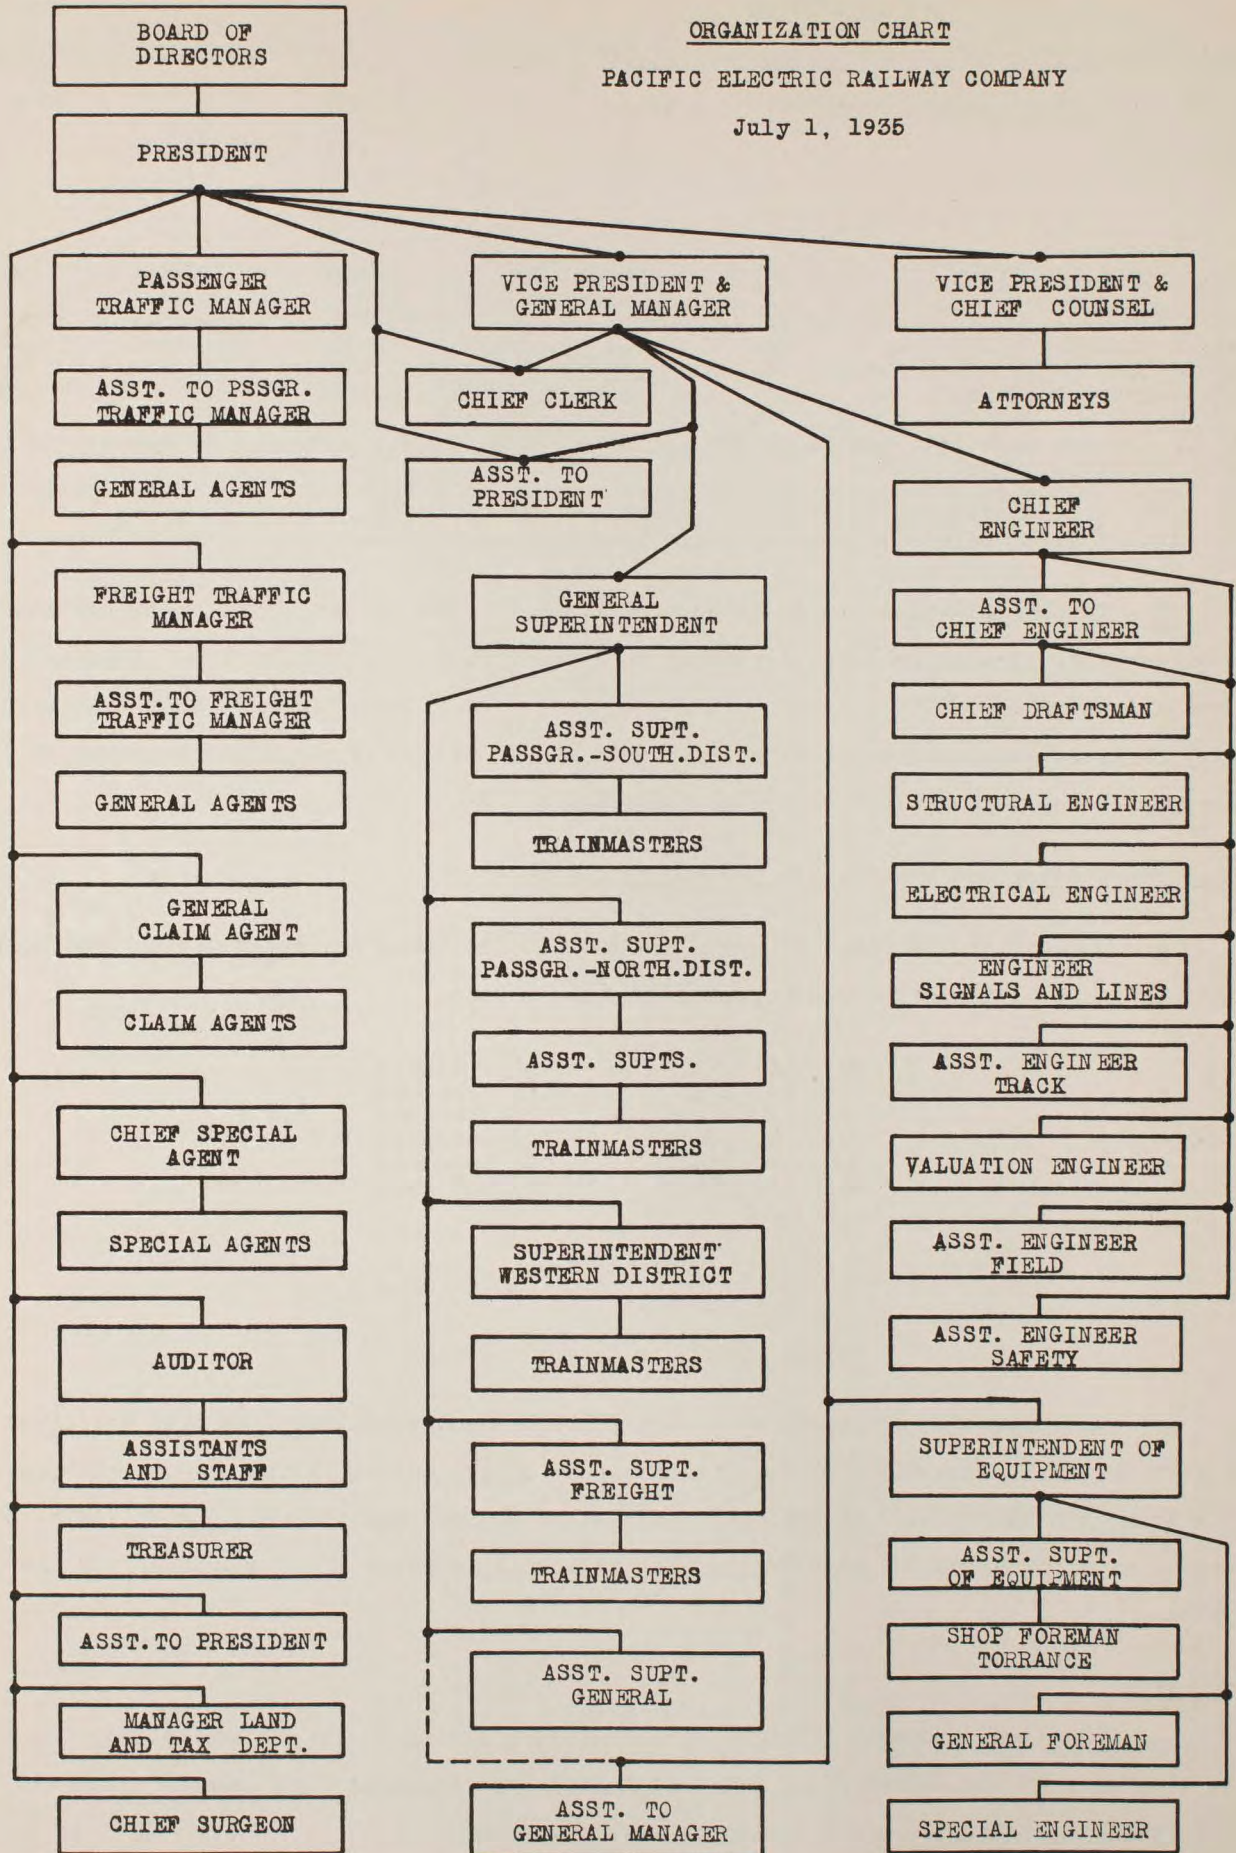 ORGANIZATION CHART
PACIFIC ELECTRIC RAILWAY COMPANY
July 1, 1935
BOARD OF
DIRECTORS
PRESIDENT
PASSENGER
TRAFFIC MANAGER
ASST. TO PSSGR.
TRAFFIC MANAGER
GENERAL AGENTS
FREIGHT TRAFFIC
MANAGER
ASST.TO FREIGHT
TRAFFIC MANAGER
GENERAL AGENTS
GENERAL
CLAIM AGENT
CLAIM AGENTS
CHIEF SPECIAL
AGENT
SPECIAL AGENTS
AUDITOR
ASSISTANTS
AND STAFF
TREASURER
ASST.TO PRESIDENT
MANAGER LAND
AND TAX DEPT.
CHIEF SURGEON
VICE PRESIDENT &
GENERAL MANAGER
CHIEF CLERK
ASST. TO
PRESIDENT
GENERAL
SUPERINTENDENT
ASST. SUPT.
PASSGR.-SOUTH.DIST.
TRAINMASTERS
ASST. SUPT.
PASSGR.-NORTH.DIST.
ASST. SUPTS.
TRAINMASTERS
SUPERINTENDENT
WESTERN DISTRICT
TRAINMASTERS
ASST. SUPT.
FREIGHT
TRAINMASTERS
ASST. SUPT.
GENERAL
ASST. TO
GENERAL MANAGER
VICE PRESIDENT &
CHIEF COUNSEL
ATTORNEYS
CHIEF
ENGINEER
ASST. TO
CHIEF ENGINEER
CHIEF DRAFTSMAN
STRUCTURAL ENGINEER
ELECTRICAL ENGINEER
ENGINEER
SIGNALS AND LINES
ASST. ENGINEER
TRACK
VALUATION ENGINEER
ASST. ENGINEER
FIELD
ASST. ENGINEER
SAFETY
SUPERINTENDENT OF
EQUIPMENT
ASST. SUPT.
OF EQUIPMENT
SHOP FOREMAN
TORRANCE
GENERAL FOREMAN
SPECIAL ENGINEER